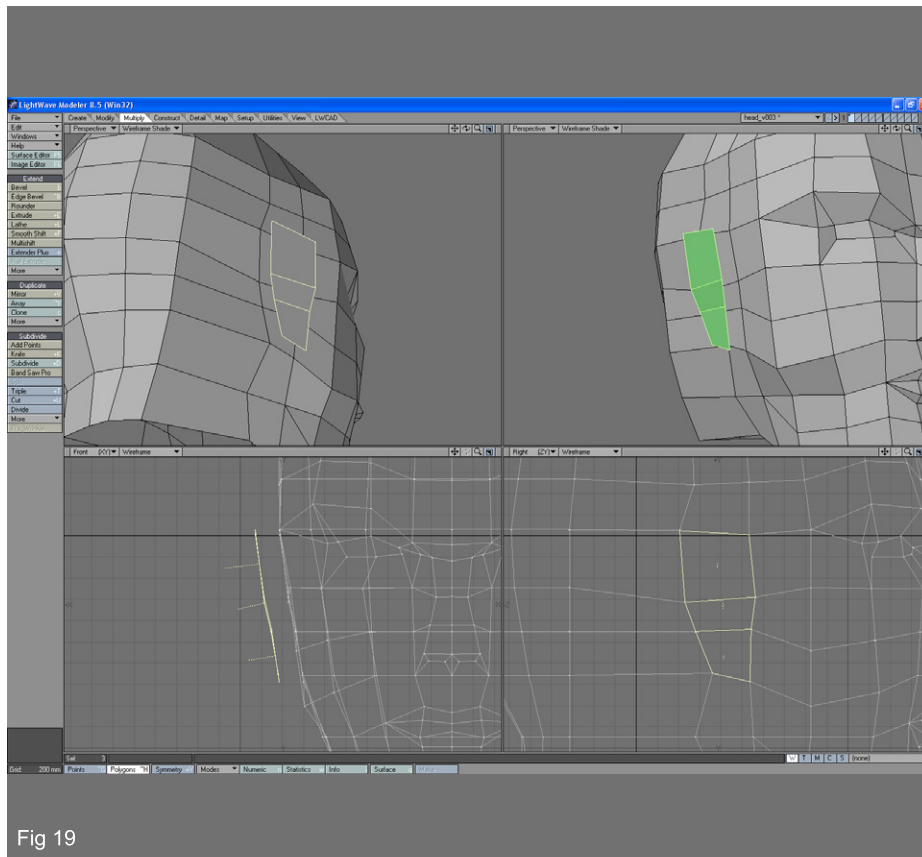 LightWave Modeler 8.5 (Win32)
File Create Modify Multiply Construct Detail Map Setup Utilities View LWCAD head_v003 * 1
Edit Perspective Wireframe Shade Perspective Wireframe Shade
Windows
Help
Surface Editor
Image Editor
Extend
Bevel
Edge Bevel
Rounder
Extrude
Lathe
Smooth Shift
Multishift
Extender Plus
More
Duplicate
Mirror
Array
Clone
More
Subdivide
Add Points
Knife
Subdivide
Band Saw Pro
Triple
Cut
Divide
More
Front (XY) Wireframe Right (ZY) Wireframe
Sel: 3 W T M C S (none)
Grid: 200 mm Points Polygons ^H Symmetry Modes Numeric Statistics Info Surface
Fig 19